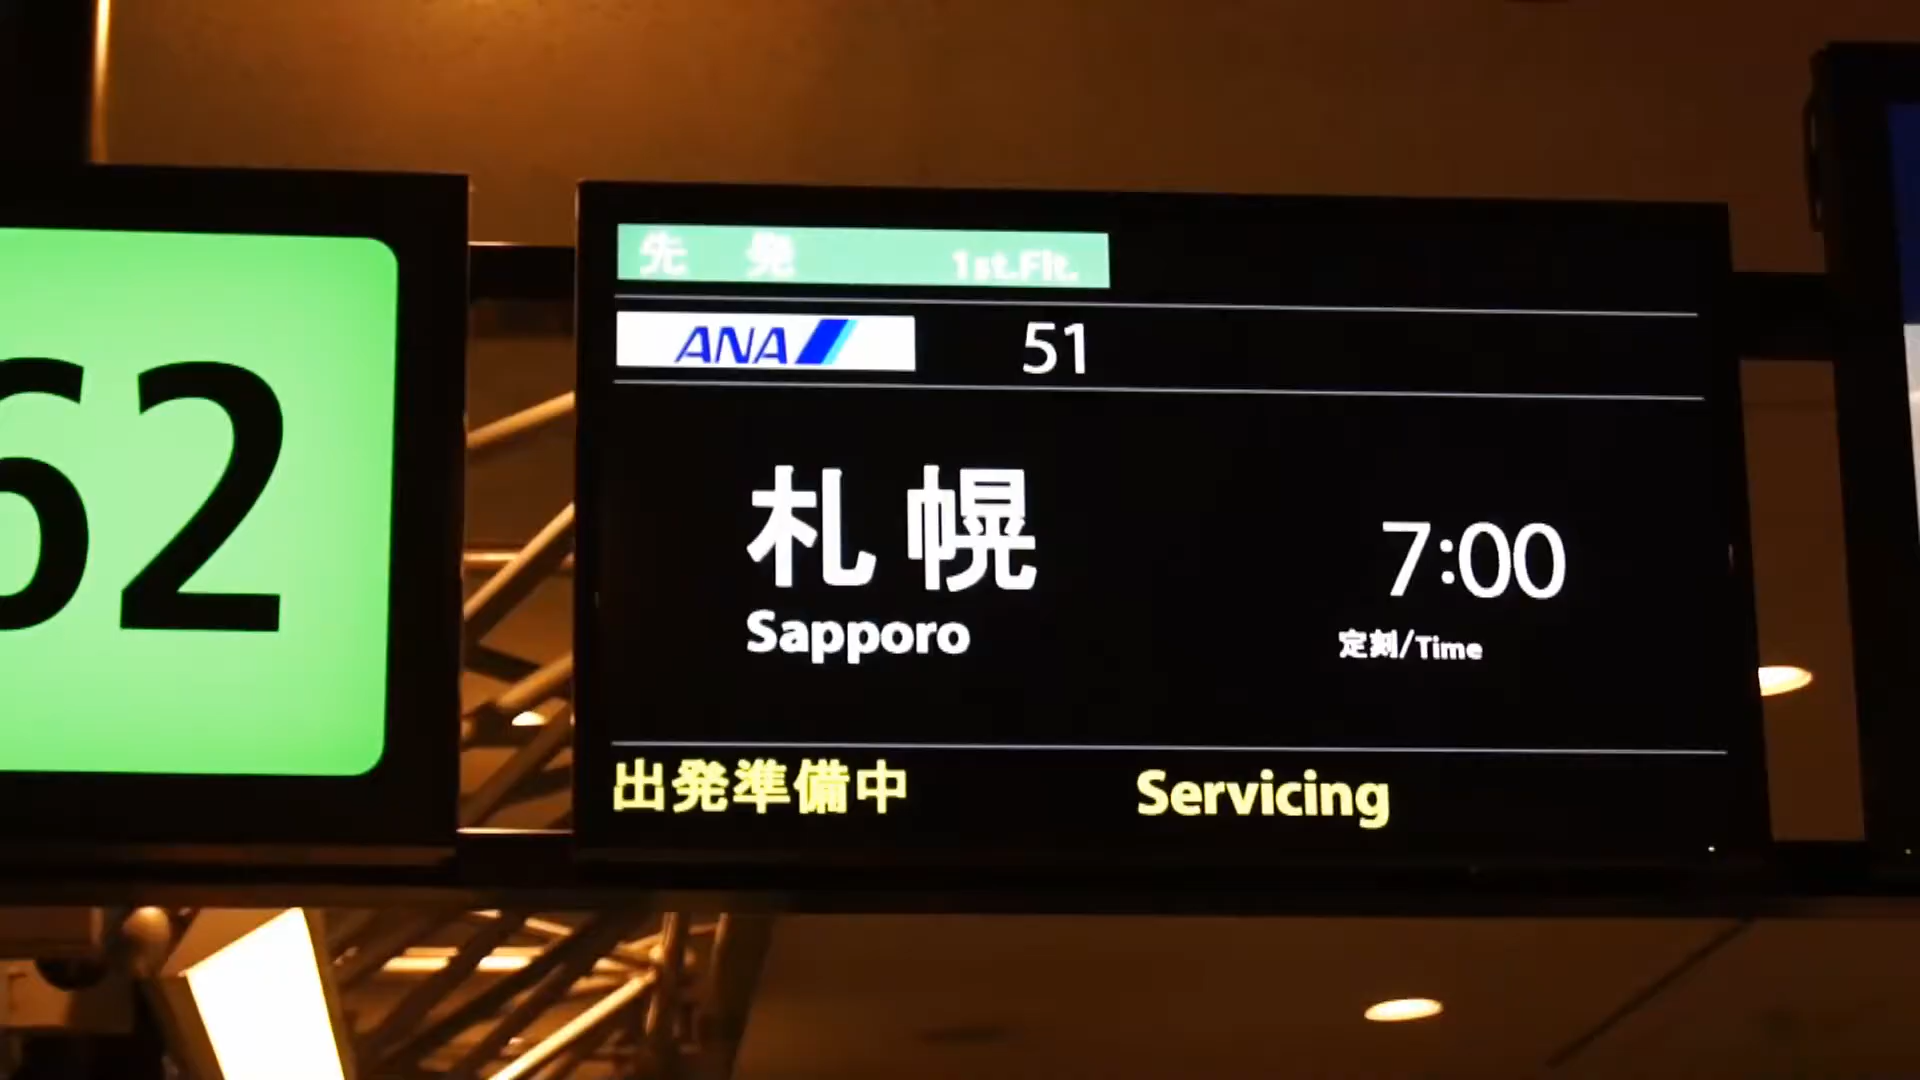 62
先 発 1st.Flt.
ANA 51
札幌 7:00
Sapporo 定刻/Time
出発準備中 Servicing